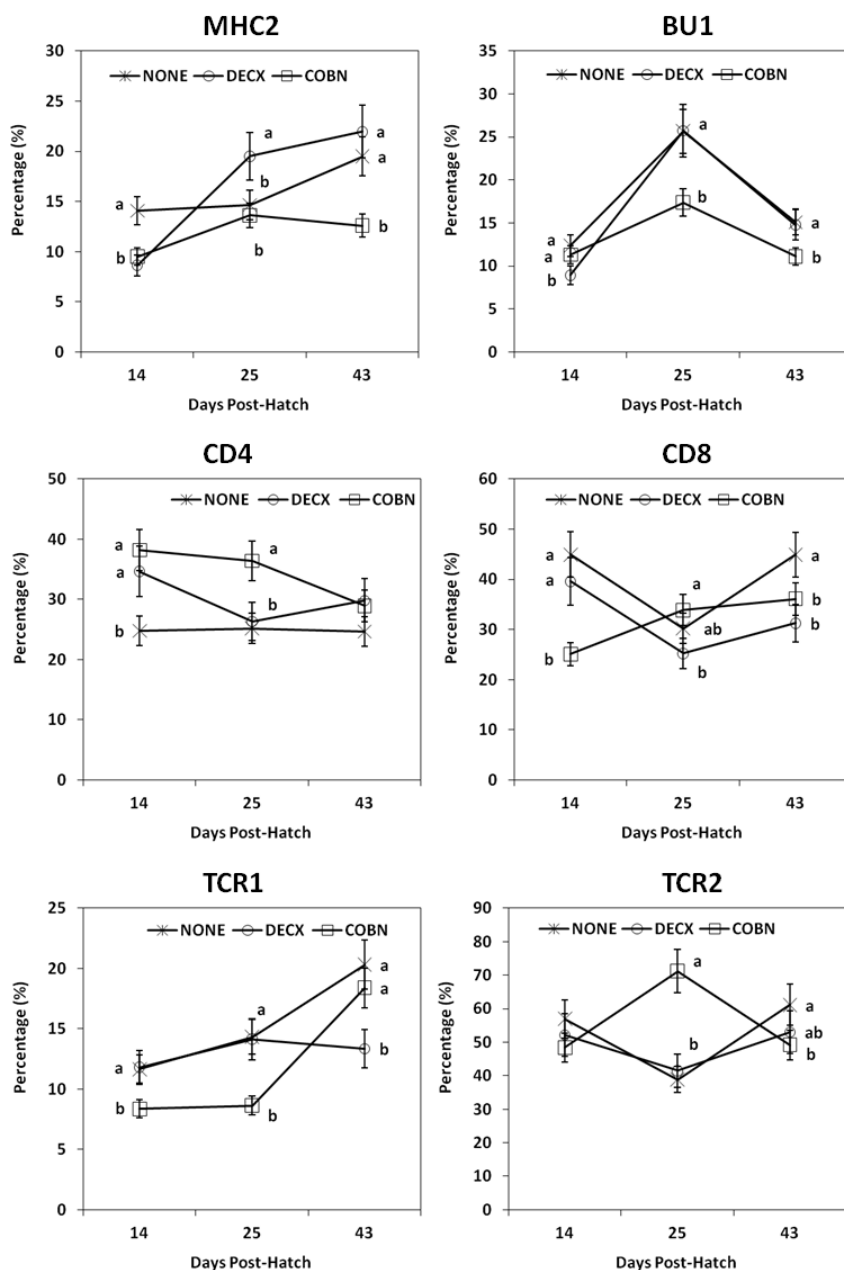 MHC2
30
25
20
15
10
5
0
Percentage (%)
NONE DECX COBN
a
b
a
b
b
a
a
b
14 25 43
Days Post-Hatch
BU1
35
30
25
20
15
10
5
0
Percentage (%)
NONE DECX COBN
a
a
b
a
b
a
b
14 25 43
Days Post-Hatch
CD4
50
40
30
20
10
0
Percentage (%)
NONE DECX COBN
a
a
b
a
b
14 25 43
Days Post-Hatch
CD8
60
50
40
30
20
10
0
Percentage (%)
NONE DECX COBN
a
a
b
a
ab
b
a
b
b
14 25 43
Days Post-Hatch
TCR1
25
20
15
10
5
0
Percentage (%)
NONE DECX COBN
a
b
a
b
a
a
b
14 25 43
Days Post-Hatch
TCR2
90
80
70
60
50
40
30
20
10
0
Percentage (%)
NONE DECX COBN
a
b
a
ab
b
14 25 43
Days Post-Hatch